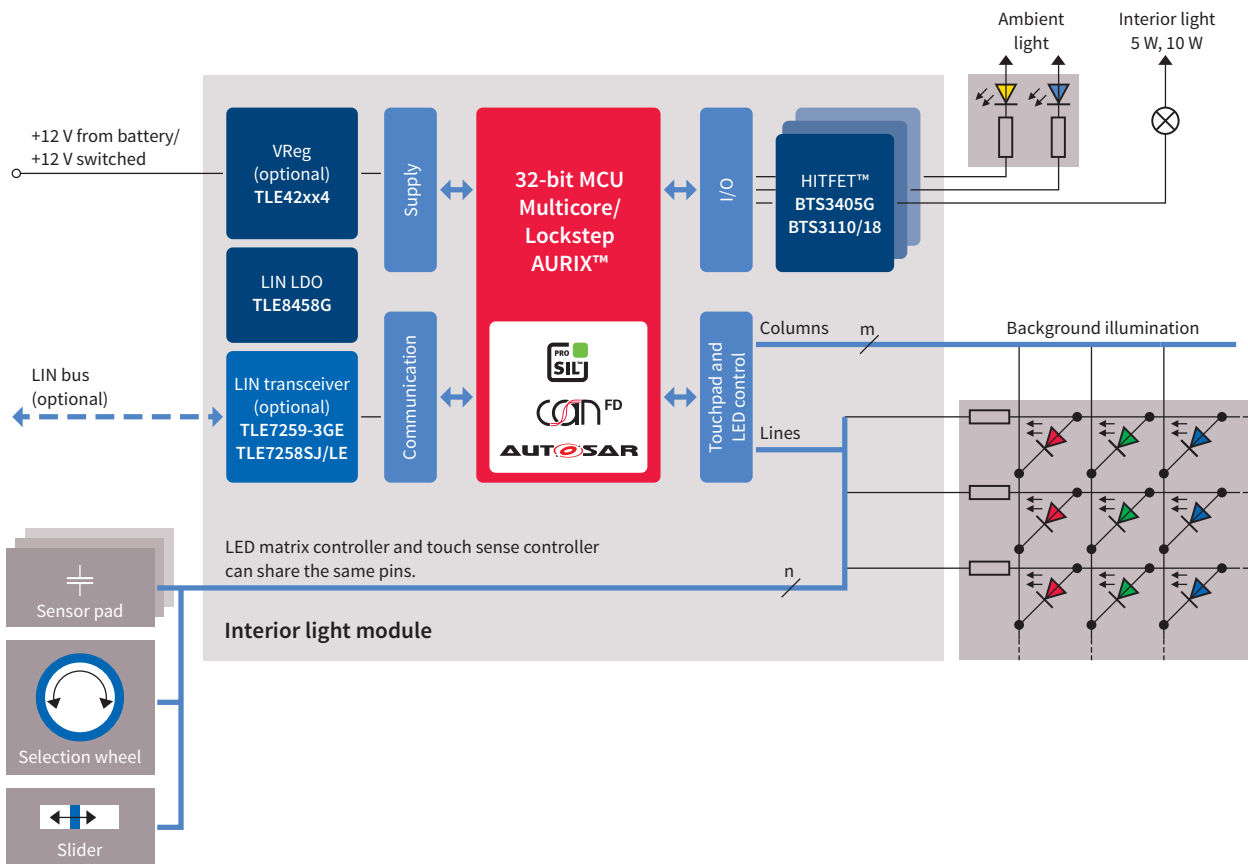 Ambient
light
Interior light
5 W, 10 W
+12 V from battery/
+12 V switched
VReg
(optional)
TLE42xx4
Supply
32-bit MCU
Multicore/
Lockstep
AURIX™
I/O
HITFET™
BTS3405G
BTS3110/18
LIN LDO
TLE8458G
LIN bus
(optional)
LIN transceiver
(optional)
TLE7259-3GE
TLE7258SJ/LE
Communication
PRO
SIL
CAN FD
AUTOSAR
Touchpad and
LED control
Columns
m
Background illumination
Lines
LED matrix controller and touch sense controller
can share the same pins.
n
Interior light module
Sensor pad
Selection wheel
Slider